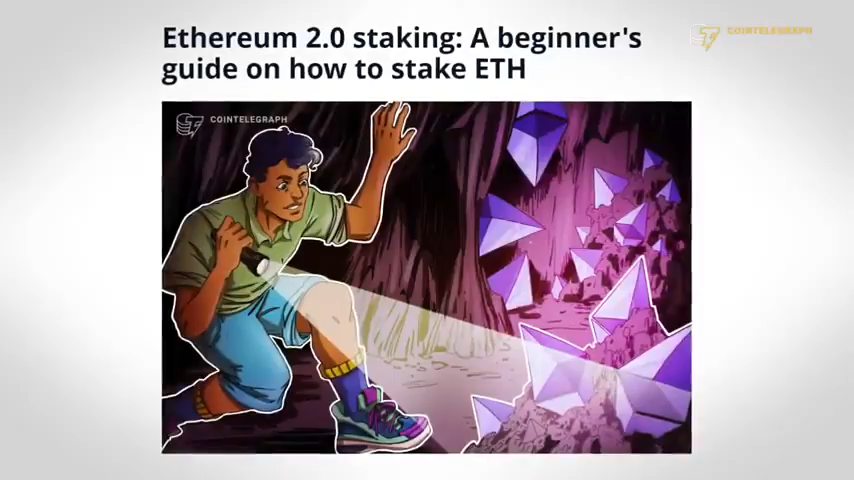 Ethereum 2.0 staking: A beginner's
guide on how to stake ETH
COINTELEGRAPH
COINTELEGRAPH